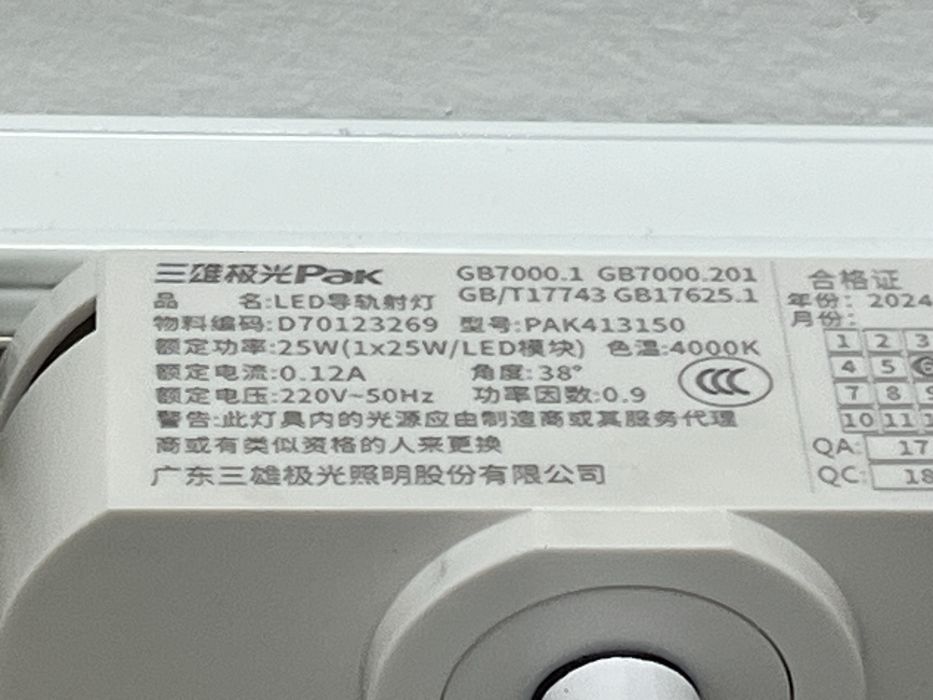 三雄极光Pak GB7000.1 GB7000.201
品 名:LED导轨射灯 GB/T17743 GB17625.1
物料编码:D70123269 型号:PAK413150
额定功率:25W(1x25W/LED模块) 色温:4000K
额定电流:0.12A 角度:38°
额定电压:220V~50Hz 功率因数:0.9
CCC
警告:此灯具内的光源应由制造商或其服务代理
商或有类似资格的人来更换
广东三雄极光照明股份有限公司
合格证
年份: 2024
月份:
1 2 3
4 5 6
7 8 9
10 11
QA: 17
QC: 18